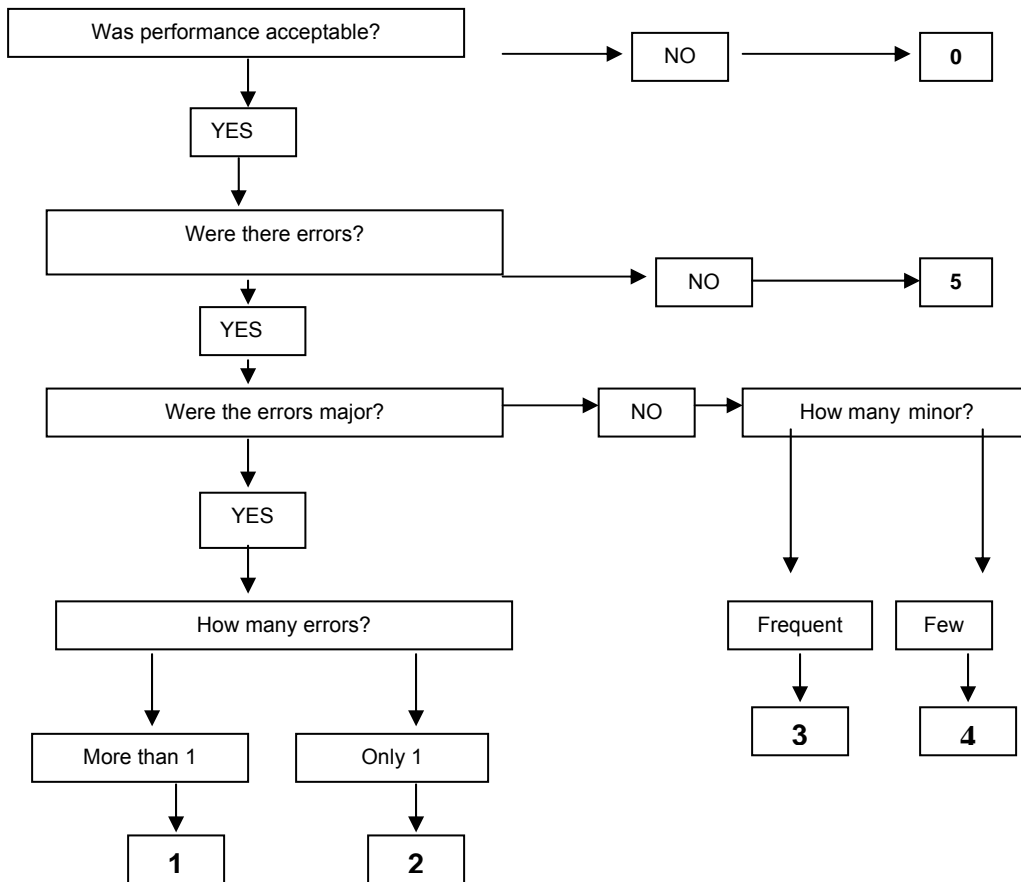 Was performance acceptable?
NO
0
YES
Were there errors?
NO
5
YES
Were the errors major?
NO
How many minor?
YES
How many errors?
Frequent
Few
3
4
More than 1
Only 1
1
2